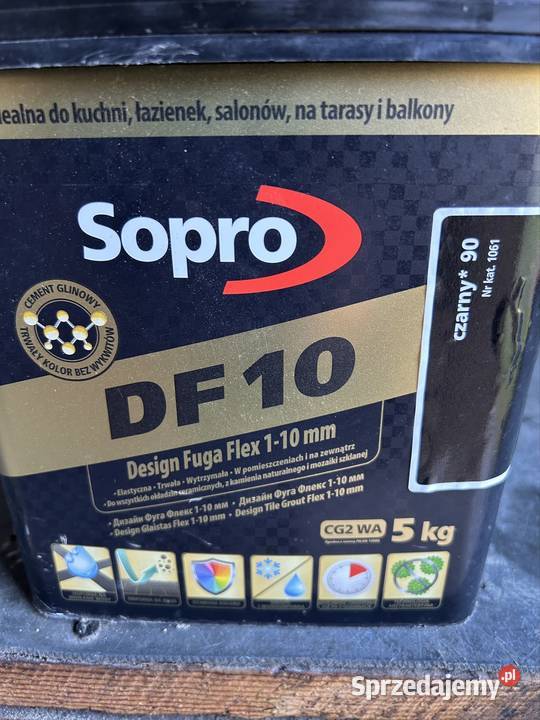 ealna do kuchni, łazienek, salonów, na tarasy i balkony
Sopro
czarny* 90
Nr kat. 1061
CEMENT GLINOWY
TRWAŁY KOLOR BEZ WYKWITÓW
DF 10
Design Fuga Flex 1-10 mm
• Elastyczna • Trwała • Wytrzymała • W pomieszczeniach i na zewnątrz
• Do wszystkich okładzin ceramicznych, z kamienia naturalnego i mozaiki szklanej
• Дизайн Фуга Флекс 1-10 мм • Дизайн Фуга Флекс 1-10 мм
• Design Glaistas Flex 1-10 mm • Design Tile Grout Flex 1-10 mm
CG2 WA
5 kg
Sprzedajemy.pl